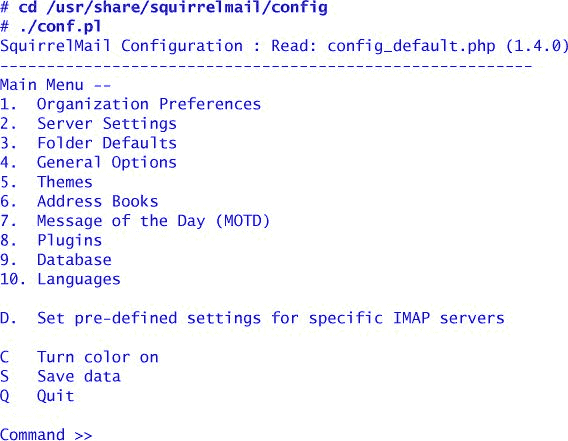 # cd /usr/share/squirrelmail/config
# ./conf.pl
SquirrelMail Configuration : Read: config_default.php (1.4.0)
---------------------------------------------------------
Main Menu --
1.  Organization Preferences
2.  Server Settings
3.  Folder Defaults
4.  General Options
5.  Themes
6.  Address Books
7.  Message of the Day (MOTD)
8.  Plugins
9.  Database
10. Languages
D.  Set pre-defined settings for specific IMAP servers
C   Turn color on
S   Save data
Q   Quit
Command >>